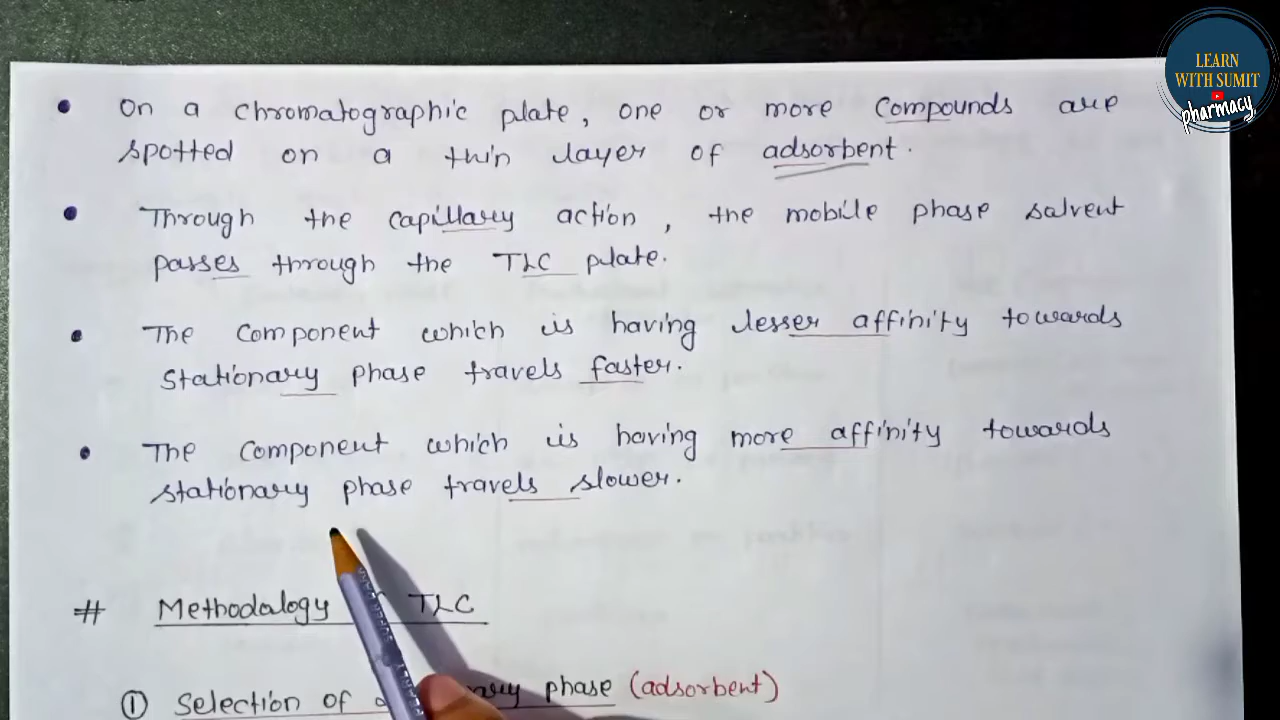 LEARN
WITH SUMIT
pharmacy
• On a chromatographic plate, one or more compounds are
spotted on a thin layer of adsorbent.
• Through the capillary action, the mobile phase solvent
passes through the TLC plate.
• The component which is having lesser affinity towards
stationary phase travels faster.
• The component which is having more affinity towards
stationary phase travels slower.
# Methodology TLC
① Selection of phase (adsorbent)